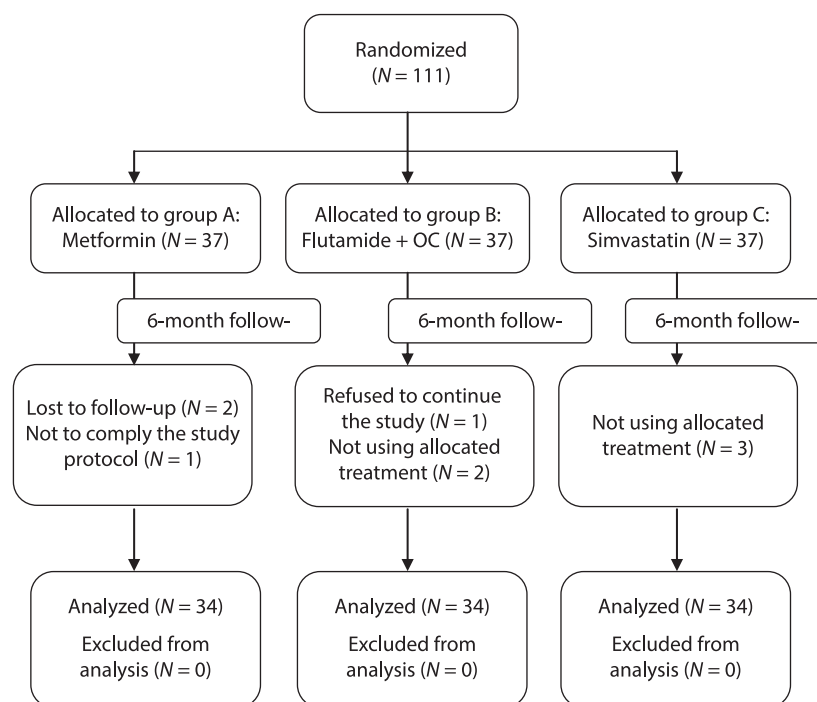 Randomized
(N = 111)
Allocated to group A:
Metformin (N = 37)
Allocated to group B:
Flutamide + OC (N = 37)
Allocated to group C:
Simvastatin (N = 37)
6-month follow-
6-month follow-
6-month follow-
Lost to follow-up (N = 2)
Not to comply the study
protocol (N = 1)
Refused to continue
the study (N = 1)
Not using allocated
treatment (N = 2)
Not using allocated
treatment (N = 3)
Analyzed (N = 34)
Excluded from
analysis (N = 0)
Analyzed (N = 34)
Excluded from
analysis (N = 0)
Analyzed (N = 34)
Excluded from
analysis (N = 0)